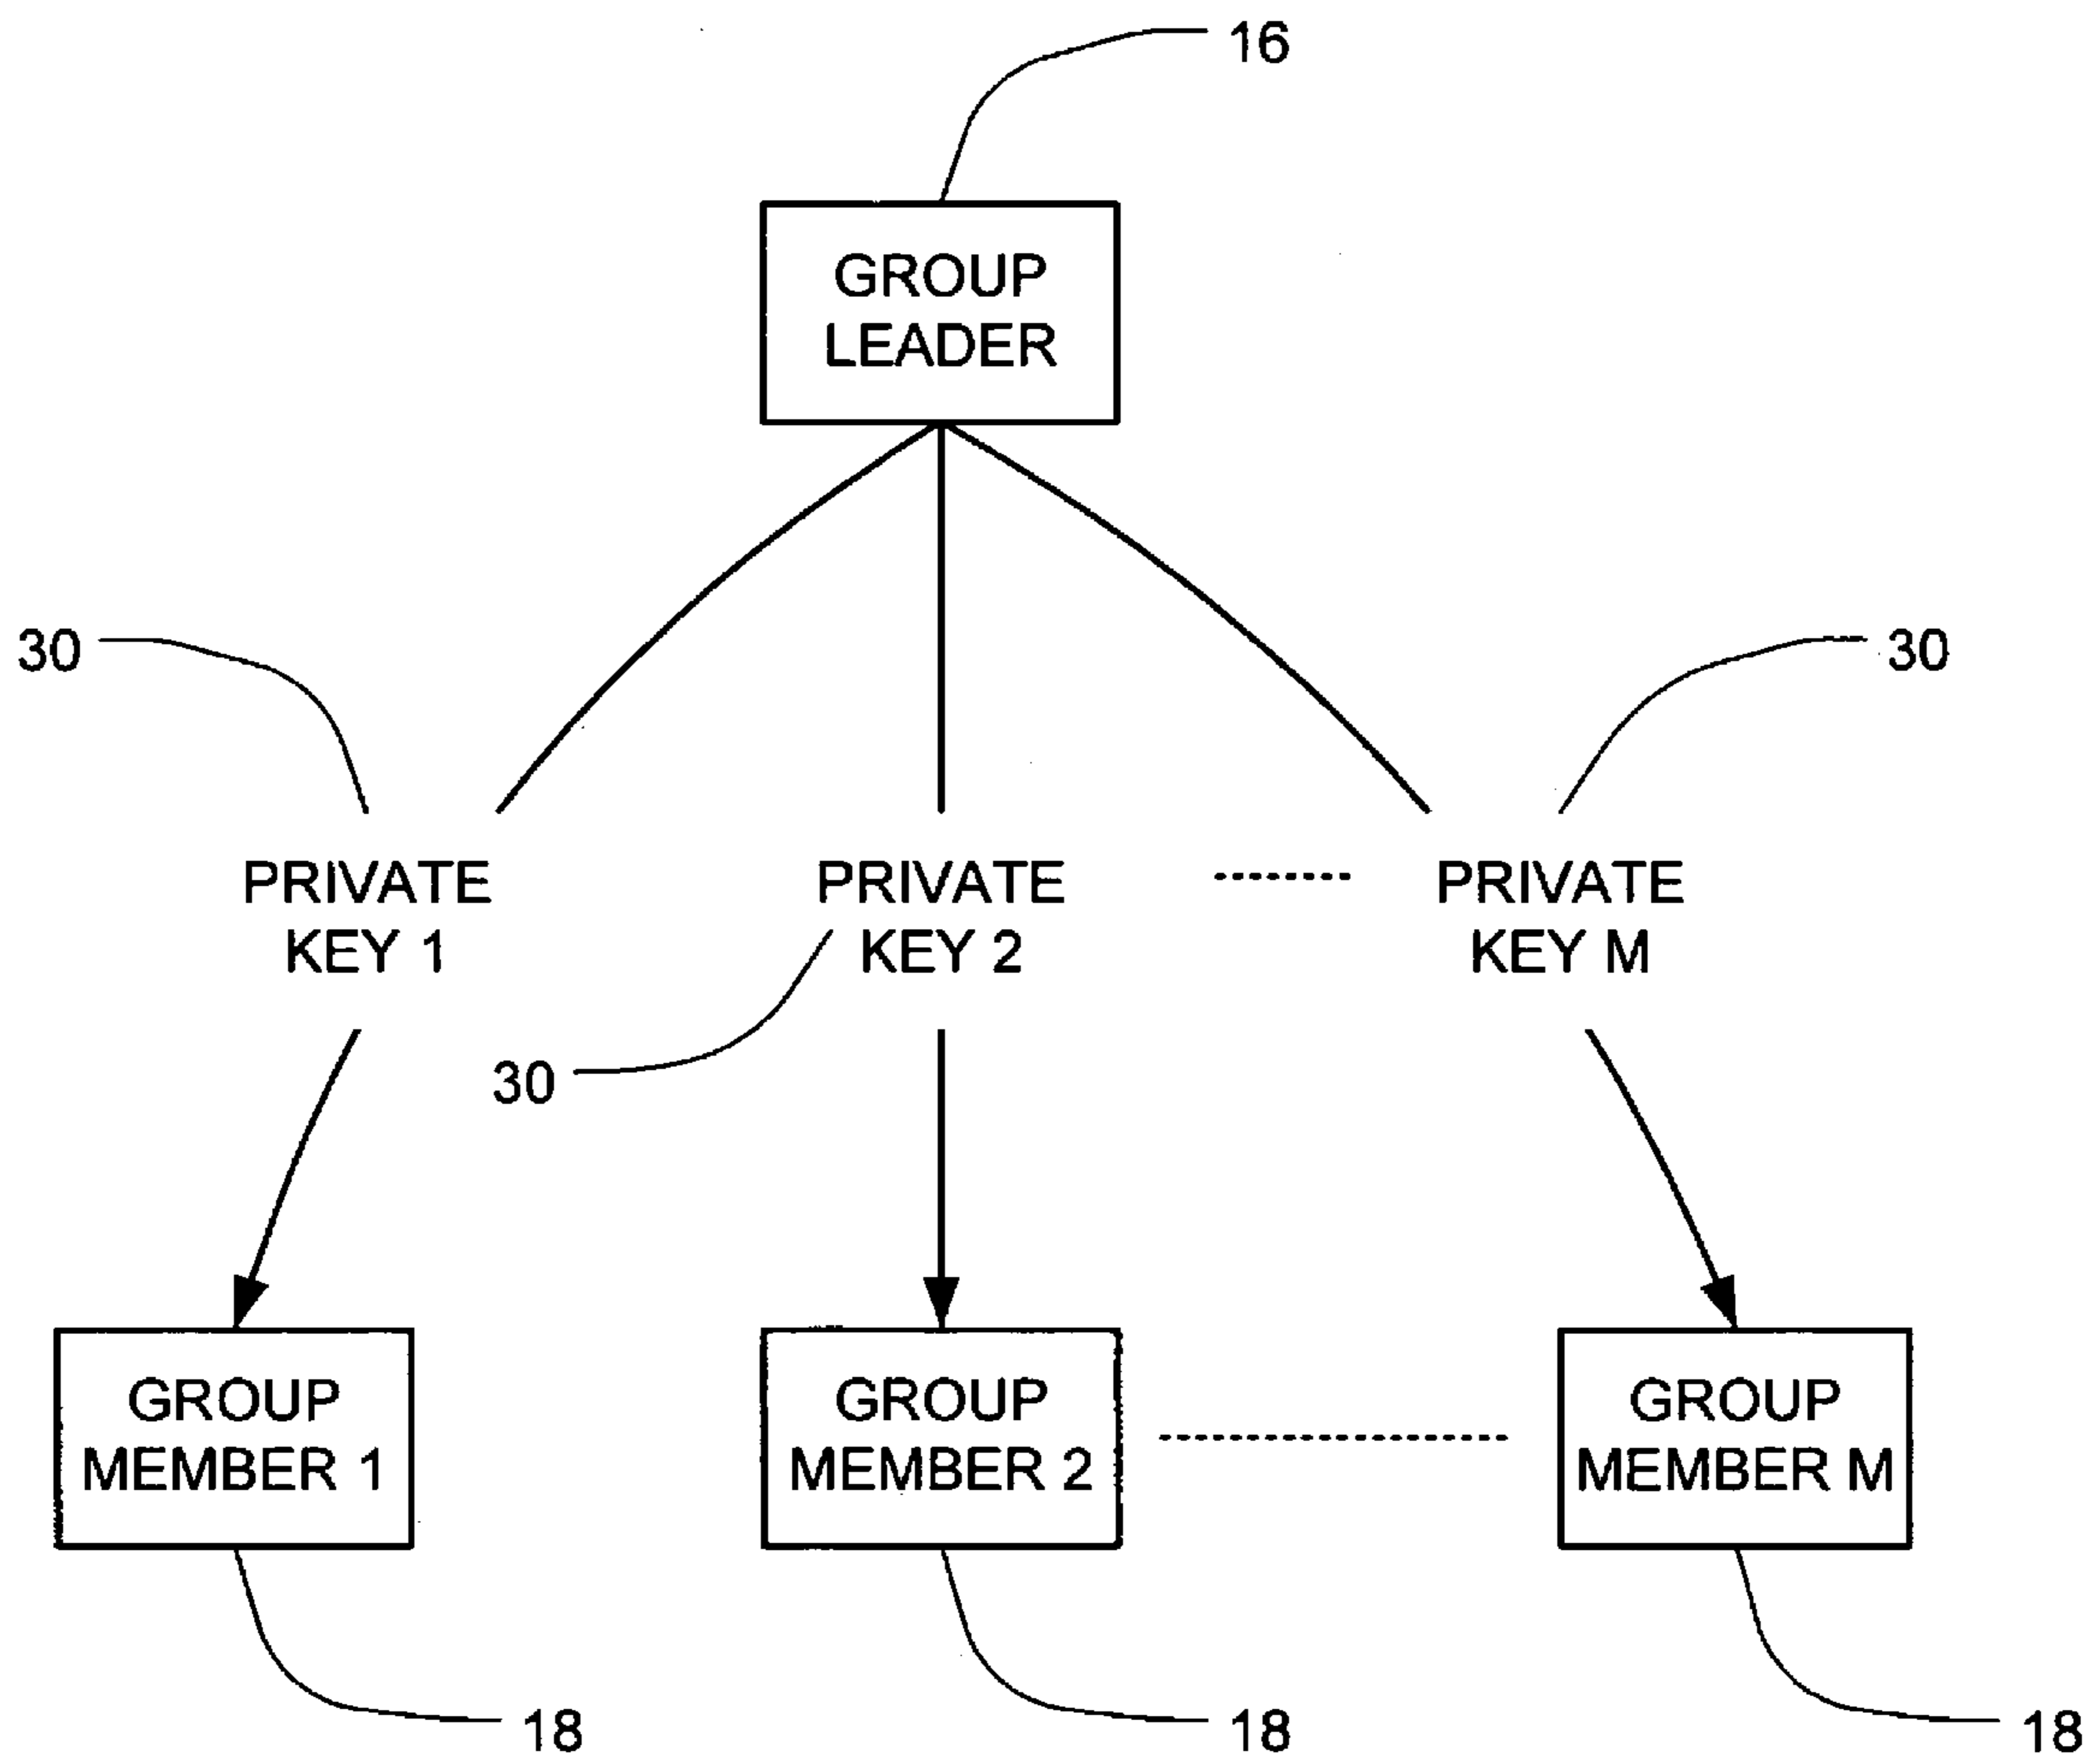 16
GROUP
LEADER
30
30
PRIVATE
KEY 1
PRIVATE
KEY 2
PRIVATE
KEY M
30
GROUP
MEMBER 1
GROUP
MEMBER 2
GROUP
MEMBER M
18
18
18